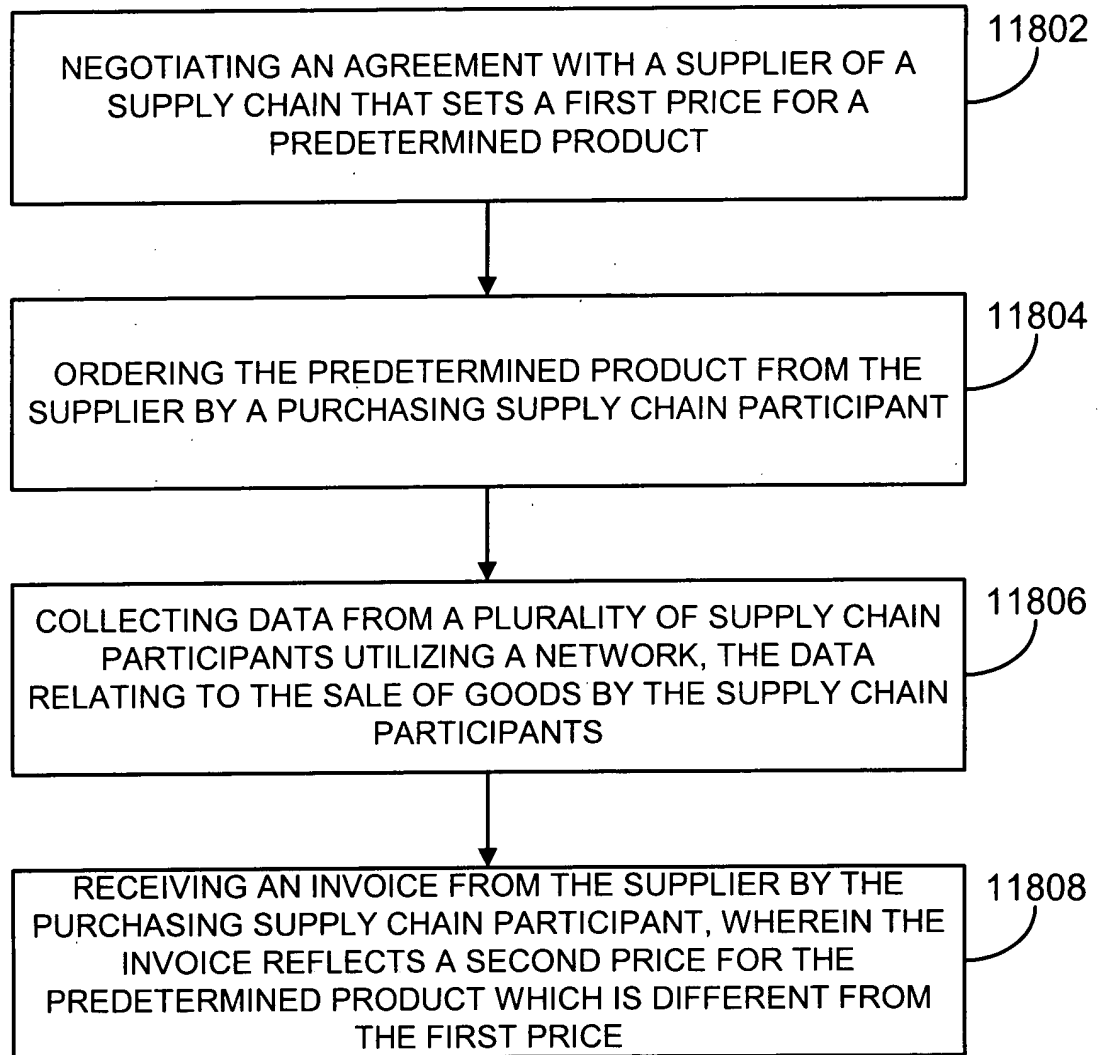 11802
NEGOTIATING AN AGREEMENT WITH A SUPPLIER OF A
SUPPLY CHAIN THAT SETS A FIRST PRICE FOR A
PREDETERMINED PRODUCT
11804
ORDERING THE PREDETERMINED PRODUCT FROM THE
SUPPLIER BY A PURCHASING SUPPLY CHAIN PARTICIPANT
11806
COLLECTING DATA FROM A PLURALITY OF SUPPLY CHAIN
PARTICIPANTS UTILIZING A NETWORK, THE DATA
RELATING TO THE SALE OF GOODS BY THE SUPPLY CHAIN
PARTICIPANTS
11808
RECEIVING AN INVOICE FROM THE SUPPLIER BY THE
PURCHASING SUPPLY CHAIN PARTICIPANT, WHEREIN THE
INVOICE REFLECTS A SECOND PRICE FOR THE
PREDETERMINED PRODUCT WHICH IS DIFFERENT FROM
THE FIRST PRICE